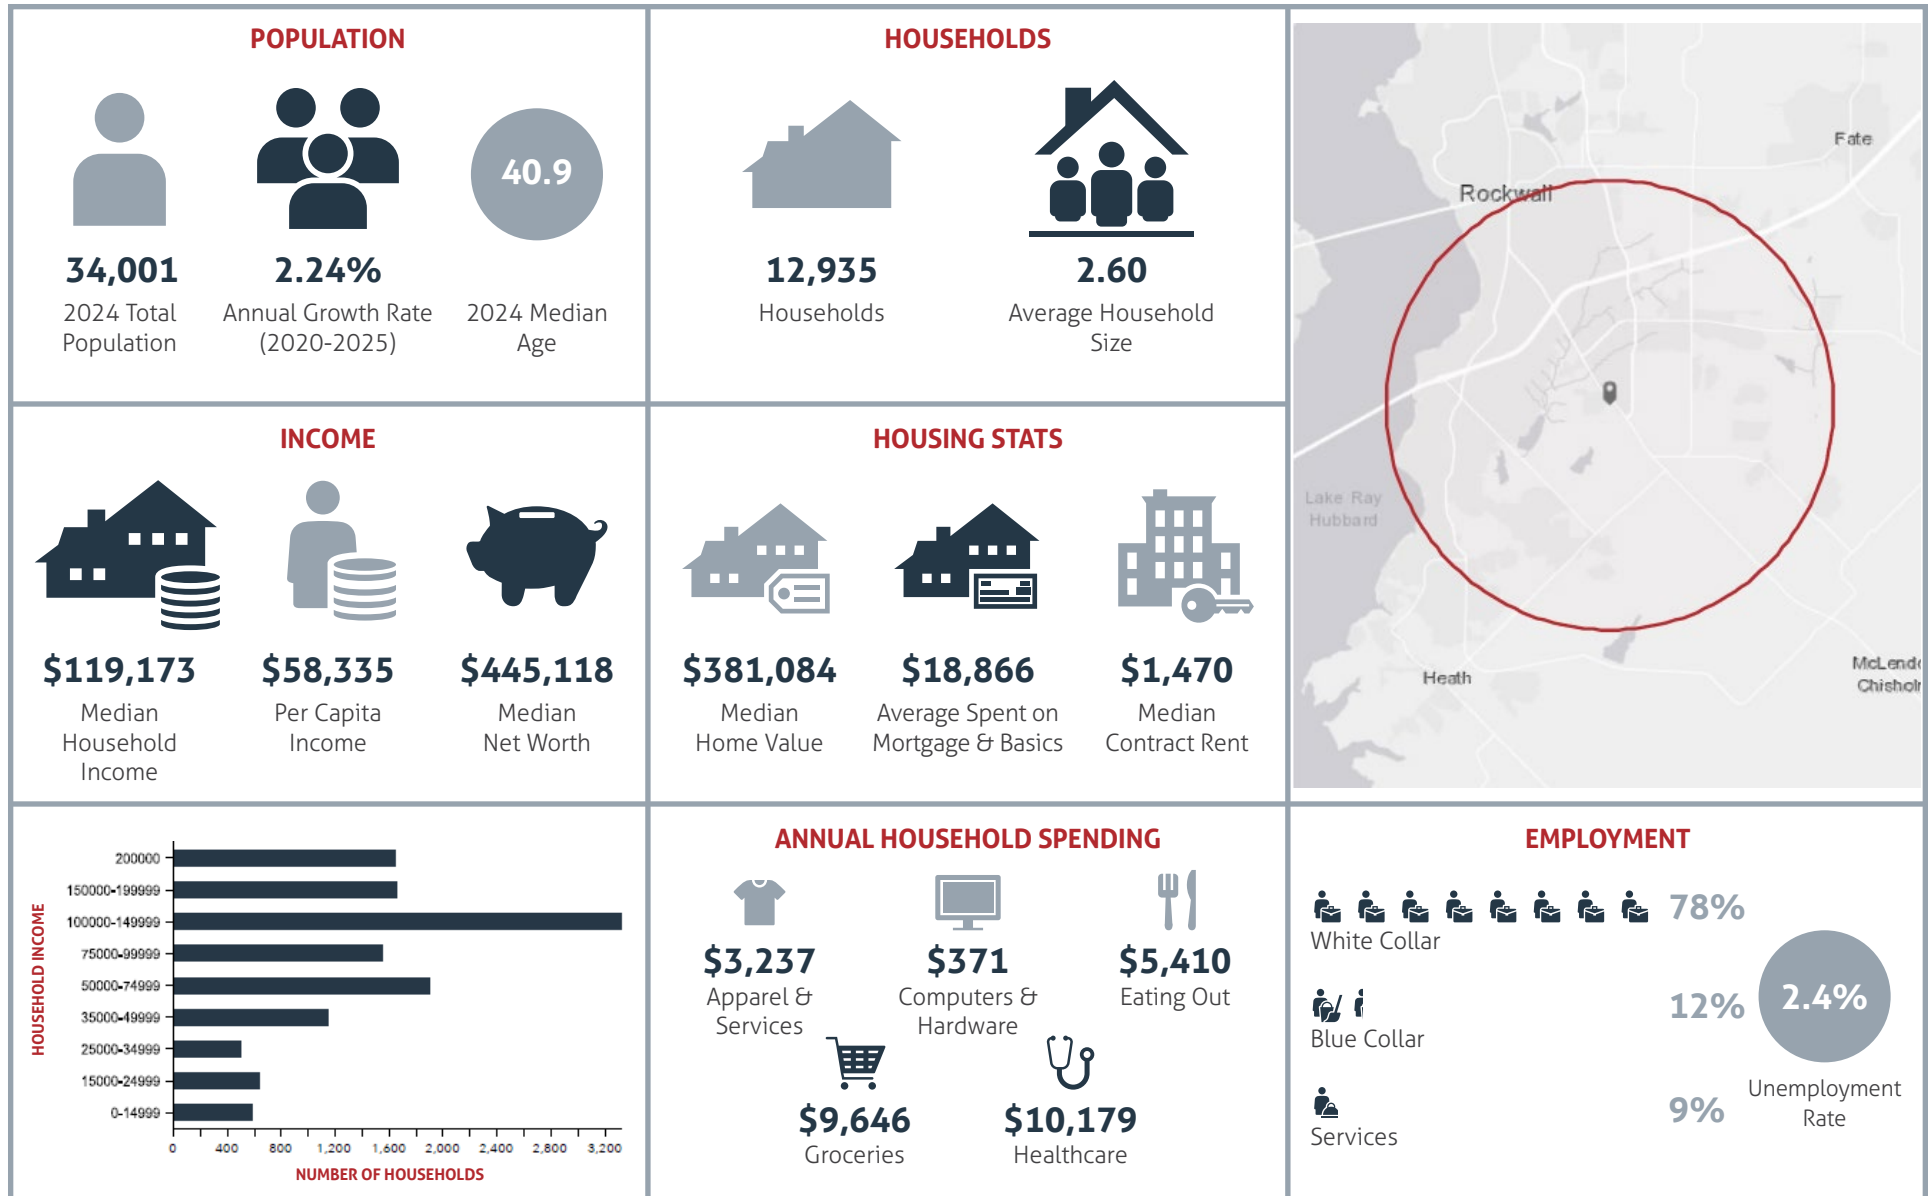 POPULATION
40.9
34,001
2024 Total
Population
2.24%
Annual Growth Rate
(2020-2025)
2024 Median
Age
HOUSEHOLDS
12,935
Households
2.60
Average Household
Size
Fate
Rockwall
Lake Ray
Hubbard
Heath
McLend
Chishol
INCOME
$119,173
Median
Household
Income
$58,335
Per Capita
Income
$445,118
Median
Net Worth
HOUSING STATS
$381,084
Median
Home Value
$18,866
Average Spent on
Mortgage & Basics
$1,470
Median
Contract Rent
HOUSEHOLD INCOME
200000
150000-199999
100000-149999
75000-99999
50000-74999
35000-49999
25000-34999
15000-24999
0-14999
0 400 800 1,200 1,600 2,000 2,400 2,800 3,200
NUMBER OF HOUSEHOLDS
ANNUAL HOUSEHOLD SPENDING
$3,237
Apparel &
Services
$371
Computers &
Hardware
$5,410
Eating Out
$9,646
Groceries
$10,179
Healthcare
EMPLOYMENT
78%
White Collar
12%
Blue Collar
9%
Services
2.4%
Unemployment
Rate